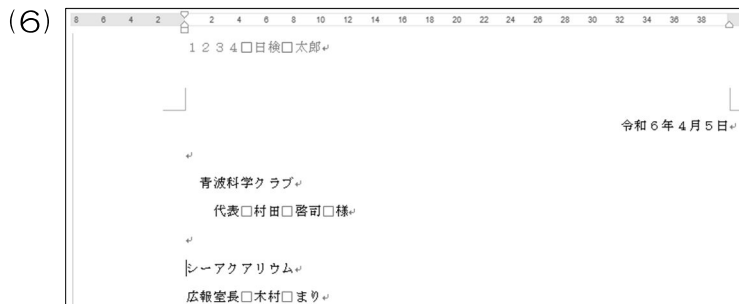 (6)
8 6 4 2 2 4 6 8 10 12 14 16 18 20 22 24 26 28 30 32 34 36 38
１２３４□日検□太郎↵
令和６年４月５日↵
↵
青波科学クラブ↵
代表□村田□啓司□様↵
↵
シーアクアリウム↵
広報室長□木村□まり↵